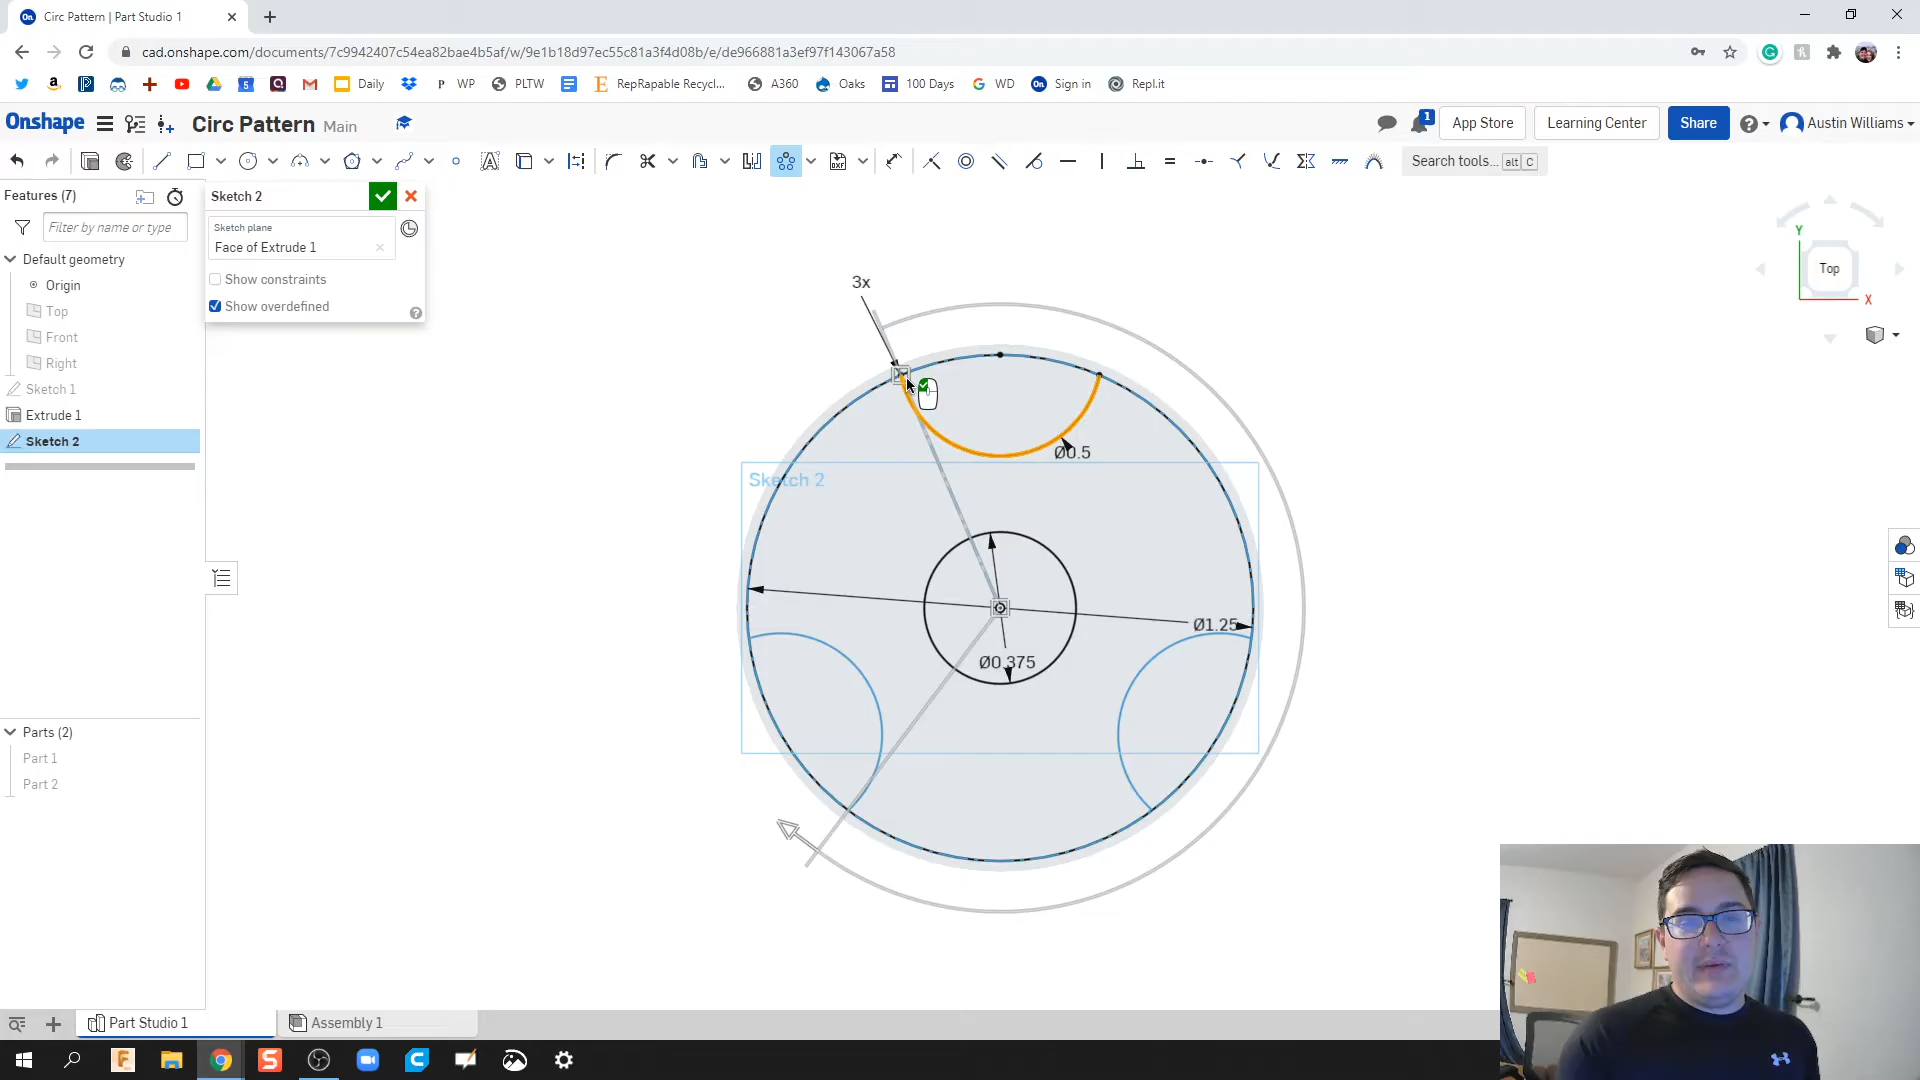 Circ Pattern | Part Studio 1
cad.onshape.com/documents/7c9942407c54ea82bae4b5af/w/9e1b18d97ec55c81a3f4d08b/e/de966881a3ef97f143067a58
Daily
P WP
PLTW
RepRapable Recycl...
A360
Oaks
100 Days
WD
Sign in
Repl.it
Onshape
Circ Pattern Main
1
App Store
Learning Center
Share
Austin Williams
Search tools... alt C
Features (7)
Filter by name or type
Default geometry
Origin
Top
Front
Right
Sketch 1
Extrude 1
Sketch 2
Sketch 2
Sketch plane
Face of Extrude 1
Show constraints
Show overdefined
3x
Ø0.5
Sketch 2
Ø1.25
Ø0.375
Y
Top
X
Parts (2)
Part 1
Part 2
Part Studio 1
Assembly 1